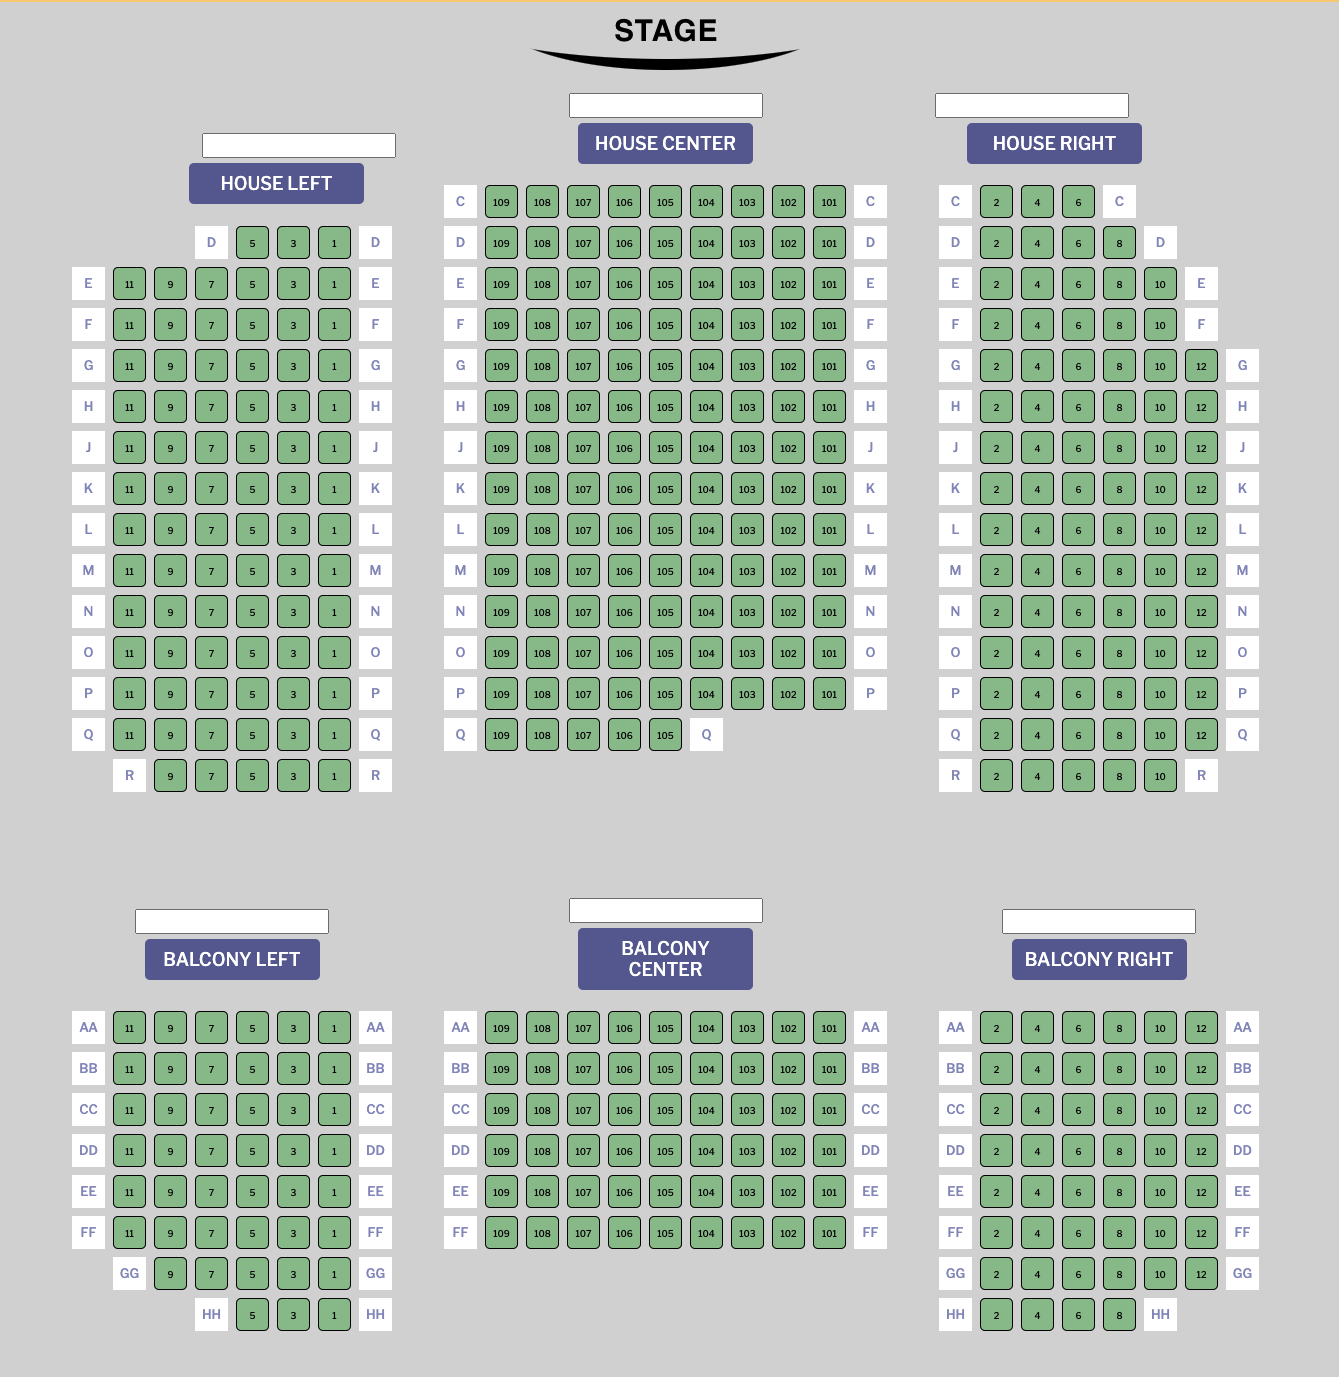 STAGE
HOUSE CENTER
HOUSE RIGHT
HOUSE LEFT
C 109 108 107 106 105 104 103 102 101 C C 2 4 6 C
D 5 3 1 D D 109 108 107 106 105 104 103 102 101 D D 2 4 6 8 D
E 11 9 7 5 3 1 E E 109 108 107 106 105 104 103 102 101 E E 2 4 6 8 10 E
F 11 9 7 5 3 1 F F 109 108 107 106 105 104 103 102 101 F F 2 4 6 8 10 F
G 11 9 7 5 3 1 G G 109 108 107 106 105 104 103 102 101 G G 2 4 6 8 10 12 G
H 11 9 7 5 3 1 H H 109 108 107 106 105 104 103 102 101 H H 2 4 6 8 10 12 H
J 11 9 7 5 3 1 J J 109 108 107 106 105 104 103 102 101 J J 2 4 6 8 10 12 J
K 11 9 7 5 3 1 K K 109 108 107 106 105 104 103 102 101 K K 2 4 6 8 10 12 K
L 11 9 7 5 3 1 L L 109 108 107 106 105 104 103 102 101 L L 2 4 6 8 10 12 L
M 11 9 7 5 3 1 M M 109 108 107 106 105 104 103 102 101 M M 2 4 6 8 10 12 M
N 11 9 7 5 3 1 N N 109 108 107 106 105 104 103 102 101 N N 2 4 6 8 10 12 N
O 11 9 7 5 3 1 O O 109 108 107 106 105 104 103 102 101 O O 2 4 6 8 10 12 O
P 11 9 7 5 3 1 P P 109 108 107 106 105 104 103 102 101 P P 2 4 6 8 10 12 P
Q 11 9 7 5 3 1 Q Q 109 108 107 106 105 Q Q 2 4 6 8 10 12 Q
R 9 7 5 3 1 R R 2 4 6 8 10 R
BALCONY LEFT
BALCONY
CENTER
BALCONY RIGHT
AA 11 9 7 5 3 1 AA AA 109 108 107 106 105 104 103 102 101 AA AA 2 4 6 8 10 12 AA
BB 11 9 7 5 3 1 BB BB 109 108 107 106 105 104 103 102 101 BB BB 2 4 6 8 10 12 BB
CC 11 9 7 5 3 1 CC CC 109 108 107 106 105 104 103 102 101 CC CC 2 4 6 8 10 12 CC
DD 11 9 7 5 3 1 DD DD 109 108 107 106 105 104 103 102 101 DD DD 2 4 6 8 10 12 DD
EE 11 9 7 5 3 1 EE EE 109 108 107 106 105 104 103 102 101 EE EE 2 4 6 8 10 12 EE
FF 11 9 7 5 3 1 FF FF 109 108 107 106 105 104 103 102 101 FF FF 2 4 6 8 10 12 FF
GG 9 7 5 3 1 GG GG 2 4 6 8 10 12 GG
HH 5 3 1 HH HH 2 4 6 8 HH